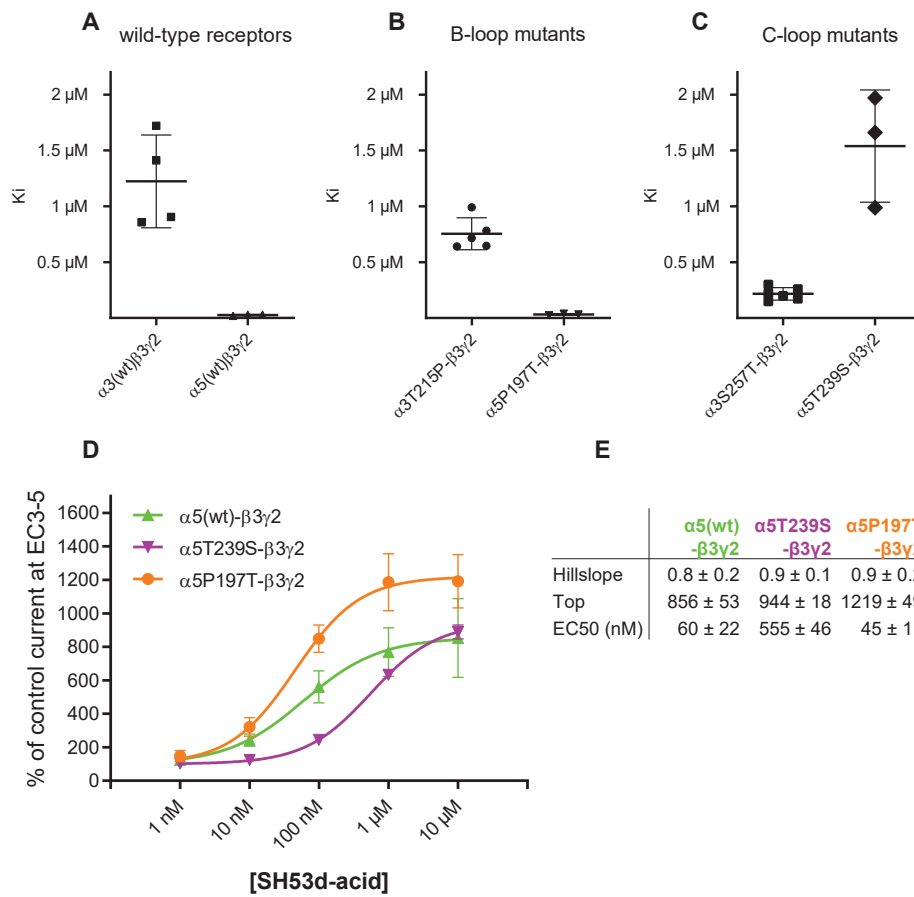 A
wild-type receptors
B
B-loop mutants
C
C-loop mutants
2 µM
1.5 µM
1 µM
0.5 µM
Ki
α3(wt)β3γ2
α5(wt)β3γ2
2 µM
1.5 µM
1 µM
0.5 µM
Ki
α3T215P-β3γ2
α5P197T-β3γ2
2 µM
1.5 µM
1 µM
0.5 µM
Ki
α3S257T-β3γ2
α5T239S-β3γ2
D
% of control current at EC3-5
1600
1400
1200
1000
800
600
400
200
0
α5(wt)-β3γ2
α5T239S-β3γ2
α5P197T-β3γ2
1 nM
10 nM
100 nM
1 µM
10 µM
[SH53d-acid]
E
α5(wt) α5T239S α5P197T
-β3γ2 -β3γ2
Hillslope 0.8 ± 0.2 0.9 ± 0.1
Top 856 ± 53 944 ± 18 1219 ±
EC50 (nM) 60 ± 22 555 ± 46 45 ±